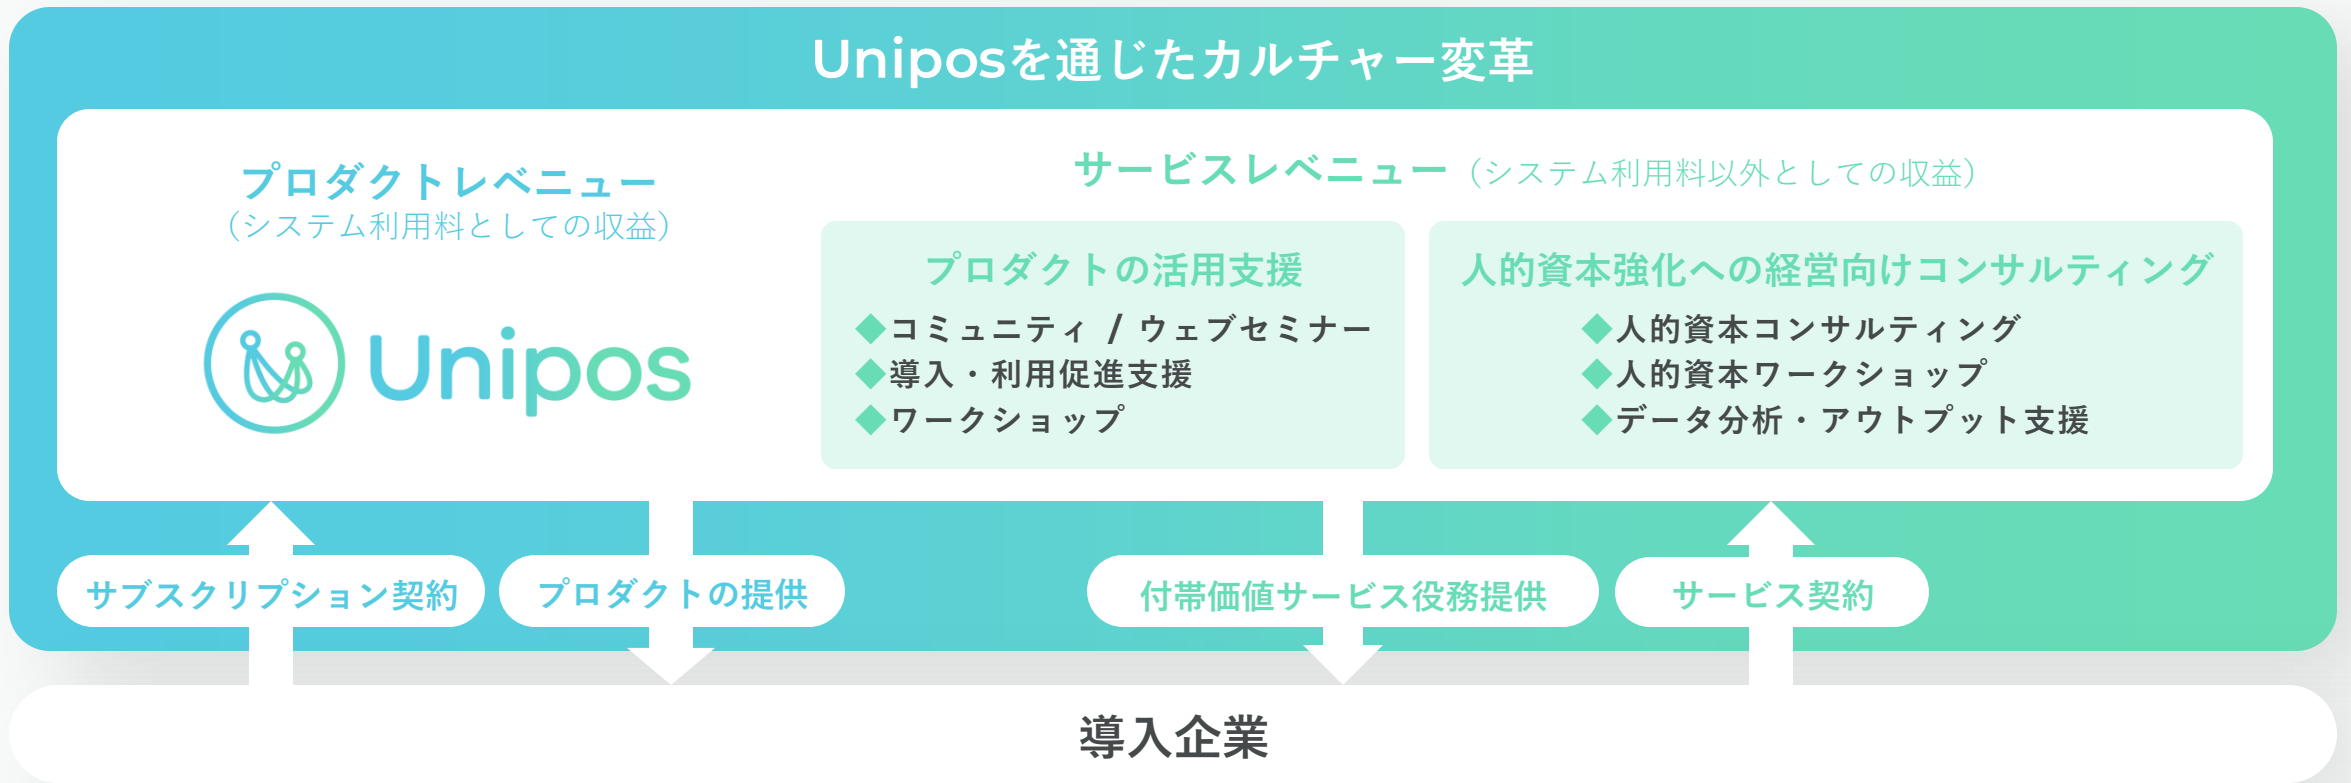 Uniposを通じたカルチャー変革
プロダクトレベニュー
（システム利用料としての収益）
Unipos
サービスレベニュー（システム利用料以外としての収益）
プロダクトの活用支援
◆コミュニティ / ウェブセミナー
◆導入・利用促進支援
◆ワークショップ
人的資本強化への経営向けコンサルティング
◆人的資本コンサルティング
◆人的資本ワークショップ
◆データ分析・アウトプット支援
サブスクリプション契約
プロダクトの提供
付帯価値サービス役務提供
サービス契約
導入企業